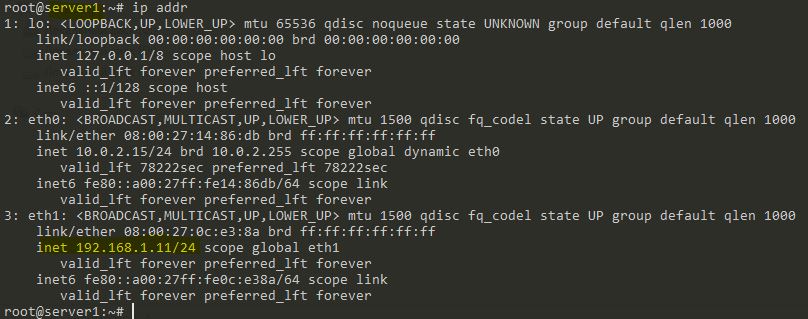 root@server1:~# ip addr
1: lo: <LOOPBACK,UP,LOWER_UP> mtu 65536 qdisc noqueue state UNKNOWN group default qlen 1000
    link/loopback 00:00:00:00:00:00 brd 00:00:00:00:00:00
    inet 127.0.0.1/8 scope host lo
       valid_lft forever preferred_lft forever
    inet6 ::1/128 scope host
       valid_lft forever preferred_lft forever
2: eth0: <BROADCAST,MULTICAST,UP,LOWER_UP> mtu 1500 qdisc fq_codel state UP group default qlen 1000
    link/ether 08:00:27:14:86:db brd ff:ff:ff:ff:ff:ff
    inet 10.0.2.15/24 brd 10.0.2.255 scope global dynamic eth0
       valid_lft 78222sec preferred_lft 78222sec
    inet6 fe80::a00:27ff:fe14:86db/64 scope link
       valid_lft forever preferred_lft forever
3: eth1: <BROADCAST,MULTICAST,UP,LOWER_UP> mtu 1500 qdisc fq_codel state UP group default qlen 1000
    link/ether 08:00:27:0c:e3:8a brd ff:ff:ff:ff:ff:ff
    inet 192.168.1.11/24 scope global eth1
       valid_lft forever preferred_lft forever
    inet6 fe80::a00:27ff:fe0c:e38a/64 scope link
       valid_lft forever preferred_lft forever
root@server1:~#